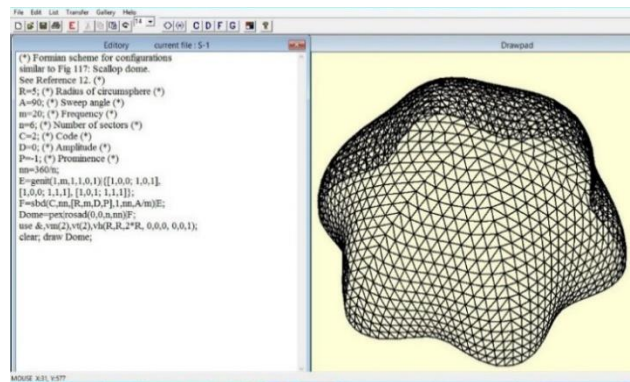 File Edit List Transfer Gallery Help
14
C D F G
Editory current file : S-1
Drawpad
(*) Formian scheme for configurations
similar to Fig 117: Scallop dome.
See Reference 12. (*)
R=5; (*) Radius of circumsphere (*)
A=90; (*) Sweep angle (*)
m=20; (*) Frequency (*)
n=6; (*) Number of sectors (*)
C=2; (*) Code (*)
D=0; (*) Amplitude (*)
P=-1; (*) Prominence (*)
nn=360/n;
E=genit(1,m,1,1,0,1)|{[1,0,0; 1,0,1],
[1,0,0; 1,1,1], [1,0,1; 1,1,1]};
F=sbd(C,nn,[R,m,D,P],1,nn,A/m)|E;
Dome=pex|rosad(0,0,n,nn)|F;
use &,vm(2),vt(2),vh(R,R,2*R, 0,0,0, 0,0,1);
clear; draw Dome;
MOUSE X:31, Y:577